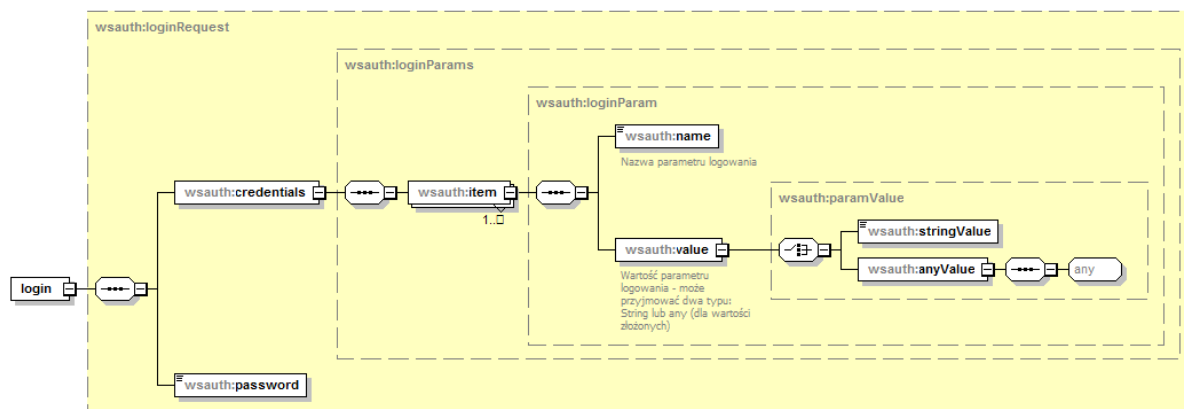 wsauth:loginRequest
wsauth:loginParams
wsauth:loginParam
wsauth:name
Nazwa parametru logowania
wsauth:credentials
wsauth:item
1..
wsauth:paramValue
wsauth:stringValue
wsauth:value
wsauth:anyValue
any
Wartość parametru
logowania - może
przyjmować dwa typu:
String lub any (dla wartości
złożonych)
login
wsauth:password